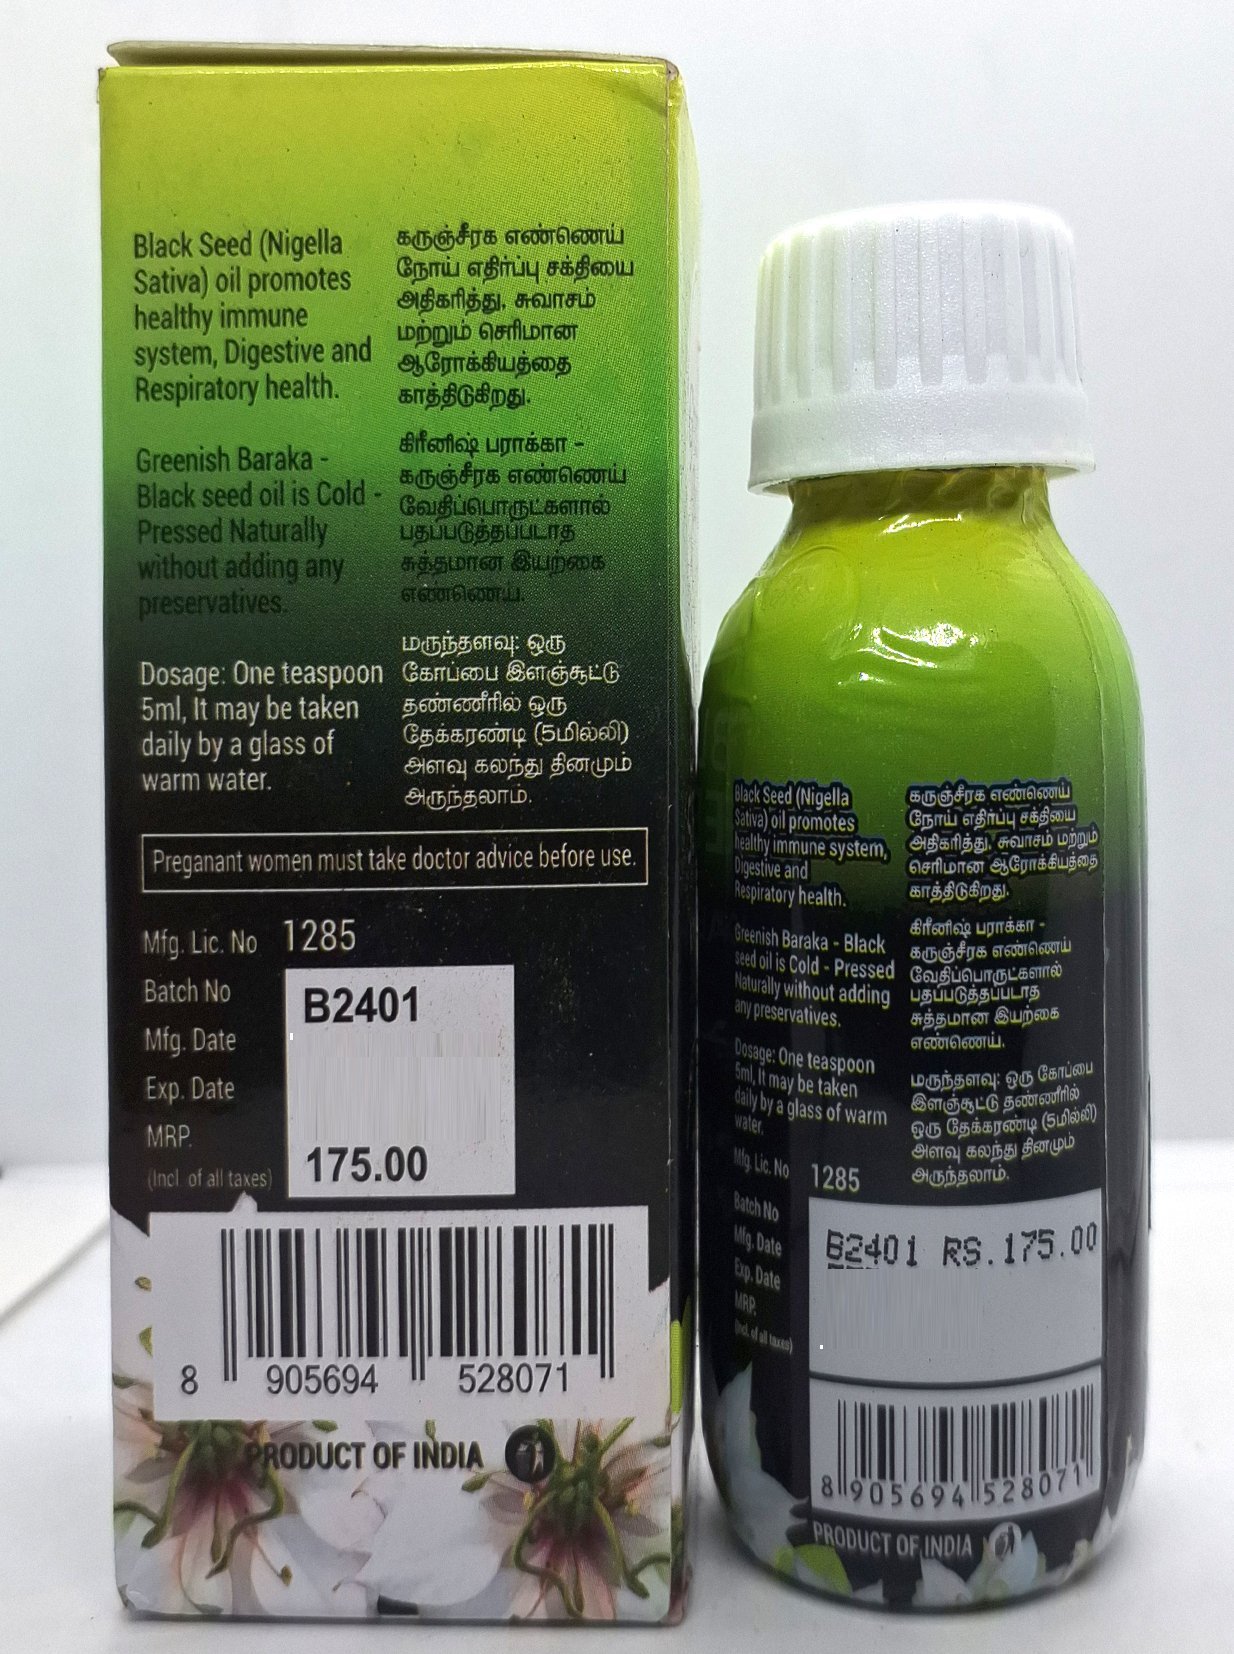 Black Seed (Nigella
Sativa) oil promotes
healthy immune
system, Digestive and
Respiratory health.
Greenish Baraka -
Black seed oil is Cold -
Pressed Naturally
without adding any
preservatives.
Dosage: One teaspoon
5ml, It may be taken
daily by a glass of
warm water.
கருஞ்சீரக எண்ணெய்
நோய் எதிர்ப்பு சக்தியை
அதிகரித்து, சுவாசம்
மற்றும் செரிமான
ஆரோக்கியத்தை
காத்திடுகிறது.
கிரீனிஷ் பராக்கா -
கருஞ்சீரக எண்ணெய்
வேதிப்பொருட்களால்
பதப்படுத்தப்படாத
சுத்தமான இயற்கை
எண்ணெய்.
மருந்தளவு: ஒரு
கோப்பை இளஞ்சூட்டு
தண்ணீரில் ஒரு
தேக்கரண்டி (5மில்லி)
அளவு கலந்து தினமும்
அருந்தலாம்.
Preganant women must take doctor advice before use.
Mfg. Lic. No 1285
Batch No B2401
Mfg. Date
Exp. Date
MRP. 175.00
(Incl. of all taxes)
8 905694 528071
PRODUCT OF INDIA
Black Seed (Nigella
Sativa) oil promotes
healthy immune system,
Digestive and
Respiratory health.
Greenish Baraka - Black
seed oil is Cold - Pressed
Naturally without adding
any preservatives.
Dosage: One teaspoon
5ml, It may be taken
daily by a glass of warm
water.
கருஞ்சீரக எண்ணெய்
நோய் எதிர்ப்பு சக்தியை
அதிகரித்து, சுவாசம் மற்றும்
செரிமான ஆரோக்கியத்தை
காத்திடுகிறது.
கிரீனிஷ் பராக்கா -
கருஞ்சீரக எண்ணெய்
வேதிப்பொருட்களால்
பதப்படுத்தப்படாத
சுத்தமான இயற்கை
எண்ணெய்.
மருந்தளவு: ஒரு கோப்பை
இளஞ்சூட்டு தண்ணீரில்
ஒரு தேக்கரண்டி (5மில்லி)
அளவு கலந்து தினமும்
அருந்தலாம்.
Mfg. Lic. No 1285
Batch No B2401 RS.175.00
Mfg. Date
Exp. Date
MRP.
(Incl. of all taxes)
8 905694 528071
PRODUCT OF INDIA